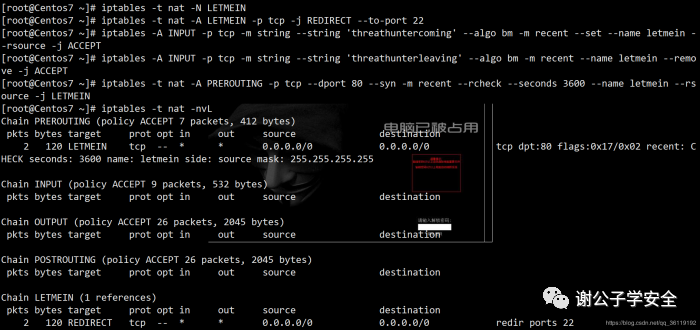 [root@Centos7 ~]# iptables -t nat -N LETMEIN
[root@Centos7 ~]# iptables -t nat -A LETMEIN -p tcp -j REDIRECT --to-port 22
[root@Centos7 ~]# iptables -A INPUT -p tcp -m string --string 'threathuntercoming' --algo bm -m recent --set --name letmein -
-rsource -j ACCEPT
[root@Centos7 ~]# iptables -A INPUT -p tcp -m string --string 'threathunterleaving' --algo bm -m recent --name letmein --remo
ve -j ACCEPT
[root@Centos7 ~]# iptables -t nat -A PREROUTING -p tcp --dport 80 --syn -m recent --rcheck --seconds 3600 --name letmein --rs
ource -j LETMEIN
[root@Centos7 ~]# iptables -t nat -nvL
Chain PREROUTING (policy ACCEPT 7 packets, 412 bytes)
电脑已被占用
pkts bytes target prot opt in out source destination
2 120 LETMEIN tcp -- * * 0.0.0.0/0 0.0.0.0/0 tcp dpt:80 flags:0x17/0x02 recent: C
HECK seconds: 3600 name: letmein side: source mask: 255.255.255.255
Chain INPUT (policy ACCEPT 9 packets, 532 bytes)
pkts bytes target prot opt in out source destination
Chain OUTPUT (policy ACCEPT 26 packets, 2045 bytes)
pkts bytes target prot opt in out source destination
Chain POSTROUTING (policy ACCEPT 26 packets, 2045 bytes)
pkts bytes target prot opt in out source destination
Chain LETMEIN (1 references)
pkts bytes target prot opt in out source destination
2 120 REDIRECT tcp -- * * 0.0.0.0/0 0.0.0.0/0 redir ports 22
谢公子学安全
https://blog.csdn.net/qq_36119192